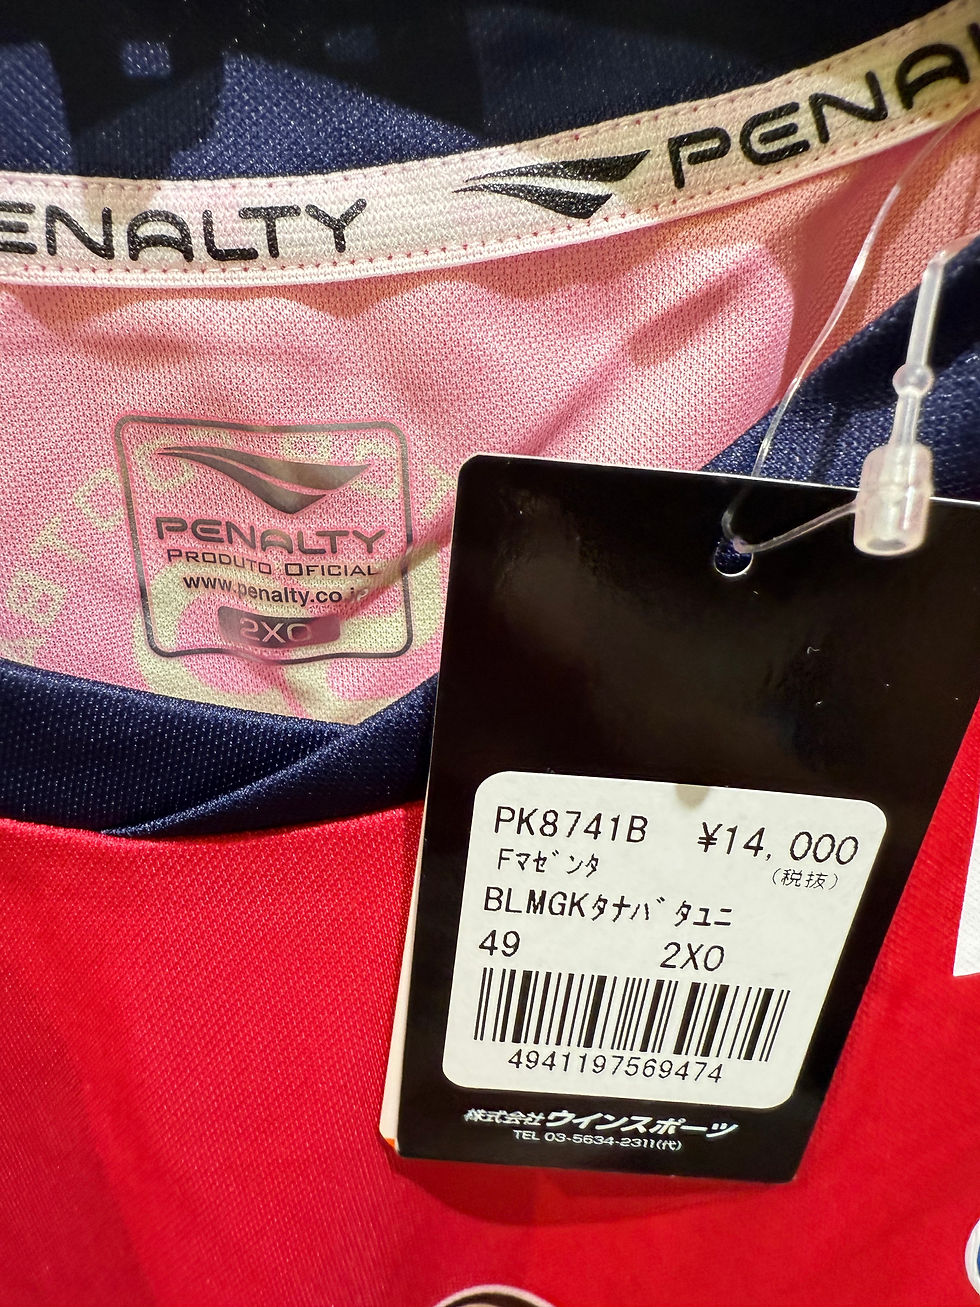 ENALTY PENA
PENALTY
PRODUTO OFICIAL
www.penalty.co.jp
2XO
PK8741B ¥14,000
Fマゼンタ (税抜)
BLMGKタナバタユニ
49 2XO
4941197569474
株式会社ウインスポーツ
TEL 03-5634-2311(代)